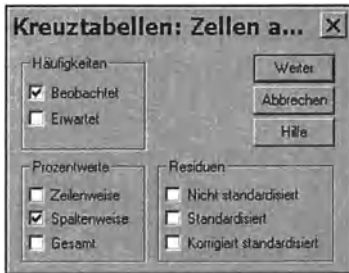 Kreuztabellen: Zellen a...
Häufigkeiten
Beobachtet
Erwartet
Weiter
Abbrechen
Hilfe
Prozentwerte
Zeilenweise
Spaltenweise
Gesamt
Residuen
Nicht standardisiert
Standardisiert
Korrigiert standardisiert